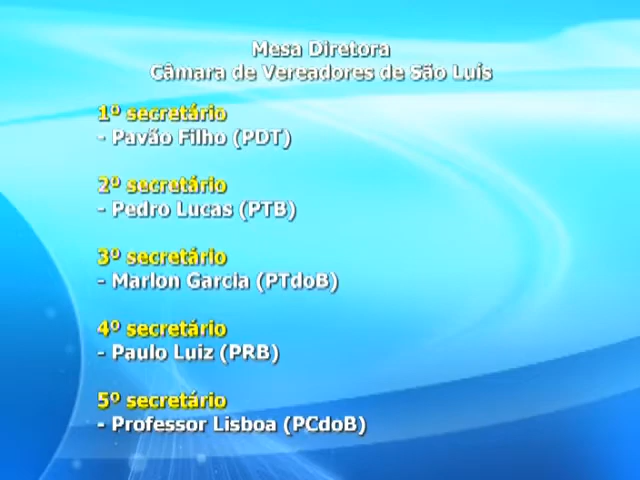 Mesa Diretora
Câmara de Vereadores de São Luís
1º secretário
- Pavão Filho (PDT)
2º secretário
- Pedro Lucas (PTB)
3º secretário
- Marlon Garcia (PTdoB)
4º secretário
- Paulo Luiz (PRB)
5º secretário
- Professor Lisboa (PCdoB)